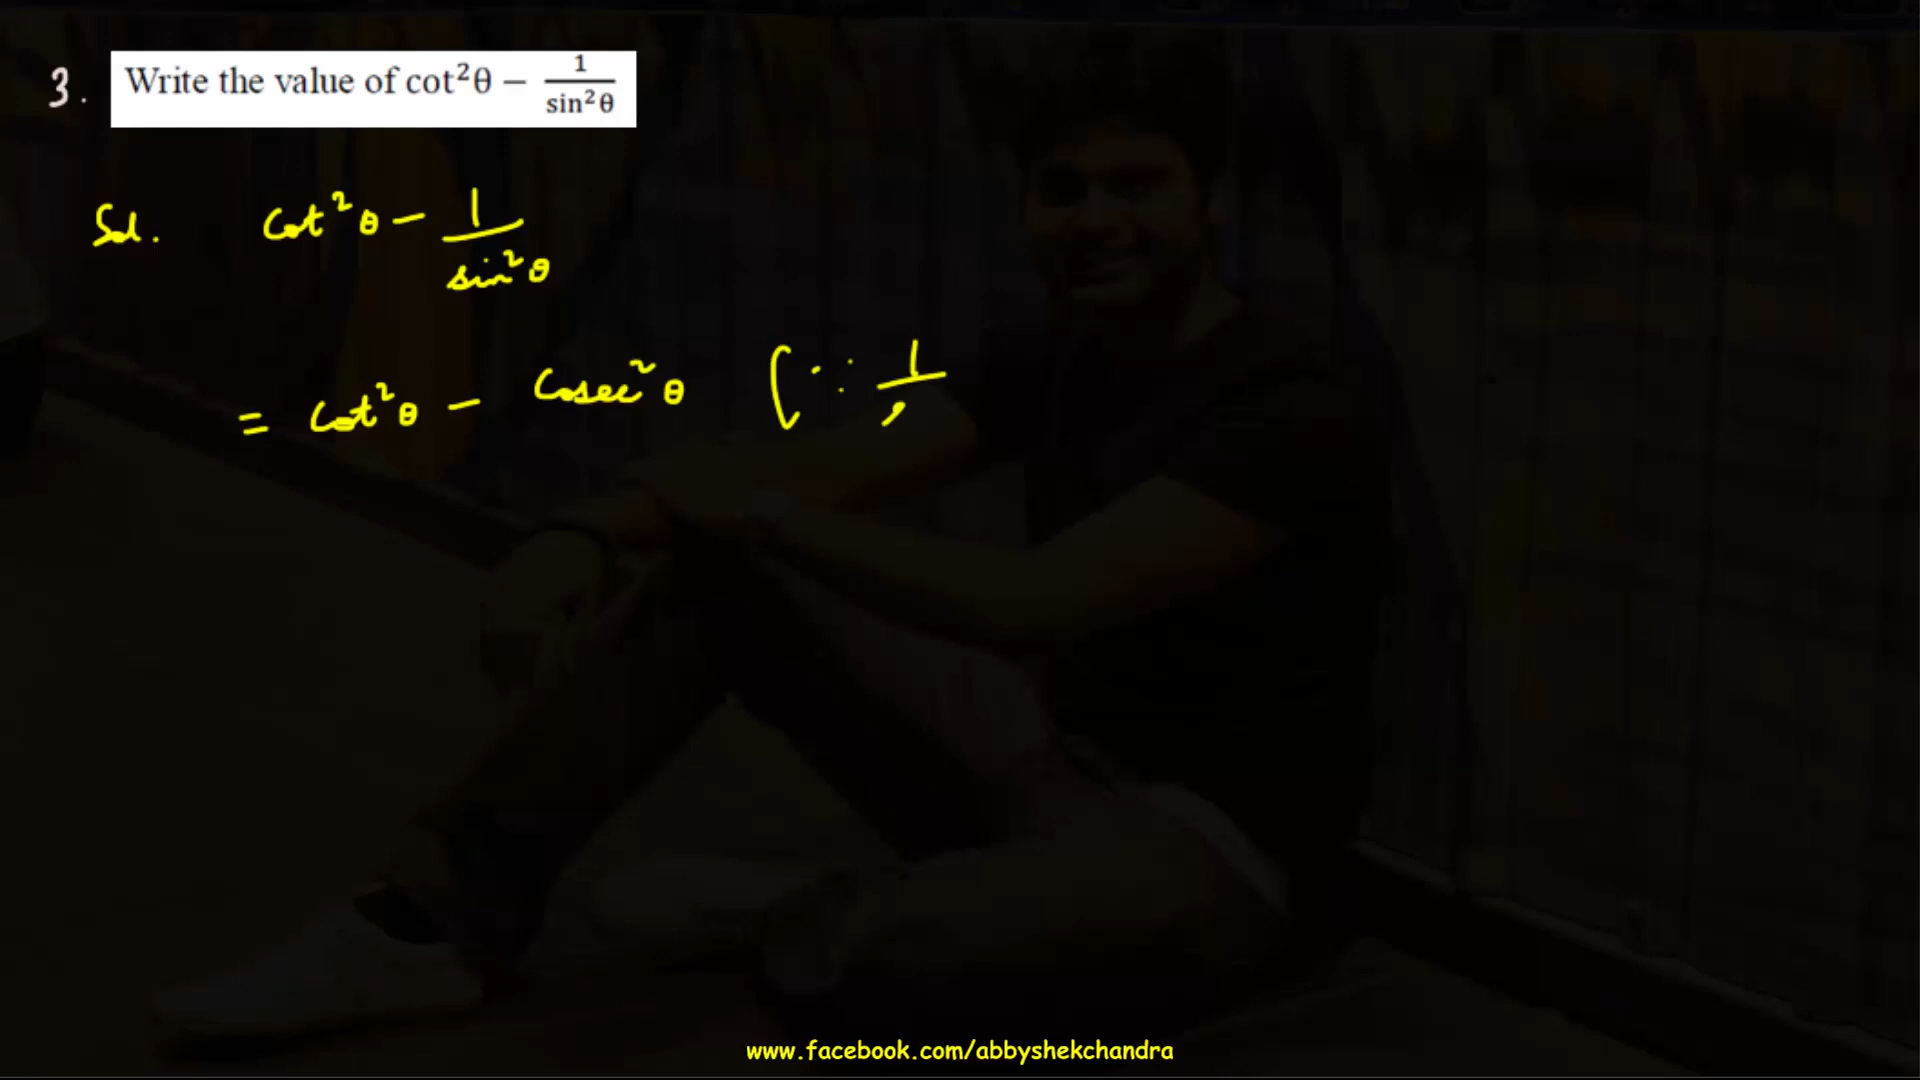 3. Write the value of cot²θ − 1/sin²θ
Sol. cot²θ − 1/sin²θ
= cot²θ − cosec²θ [∵ 1/
www.facebook.com/abbyshekchandra